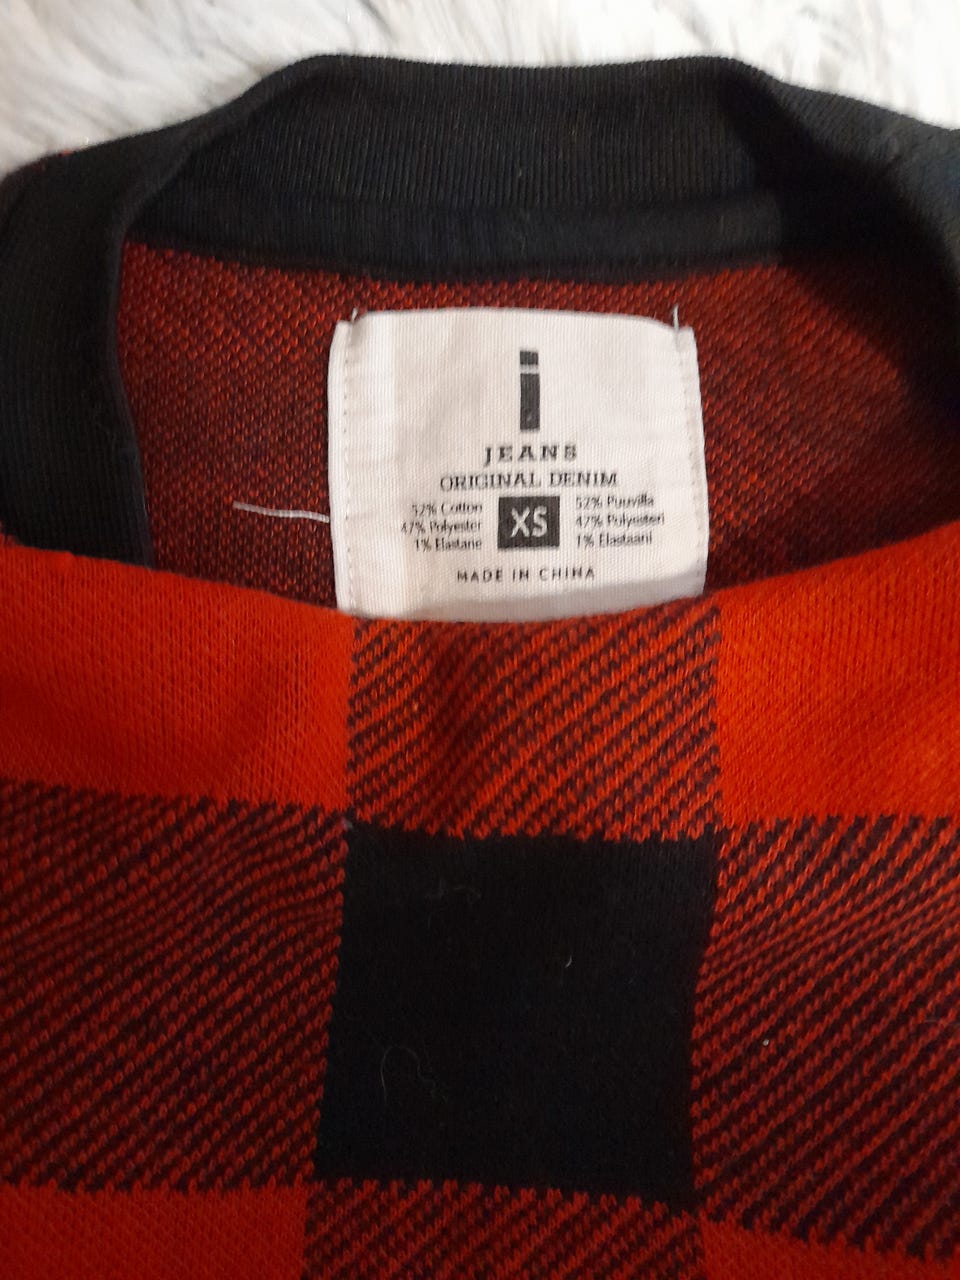 i
JEANS
ORIGINAL DENIM
52% Cotton
47% Polyester
1% Elastane
XS
52% Puuvilla
47% Polyesteri
1% Elastaani
MADE IN CHINA